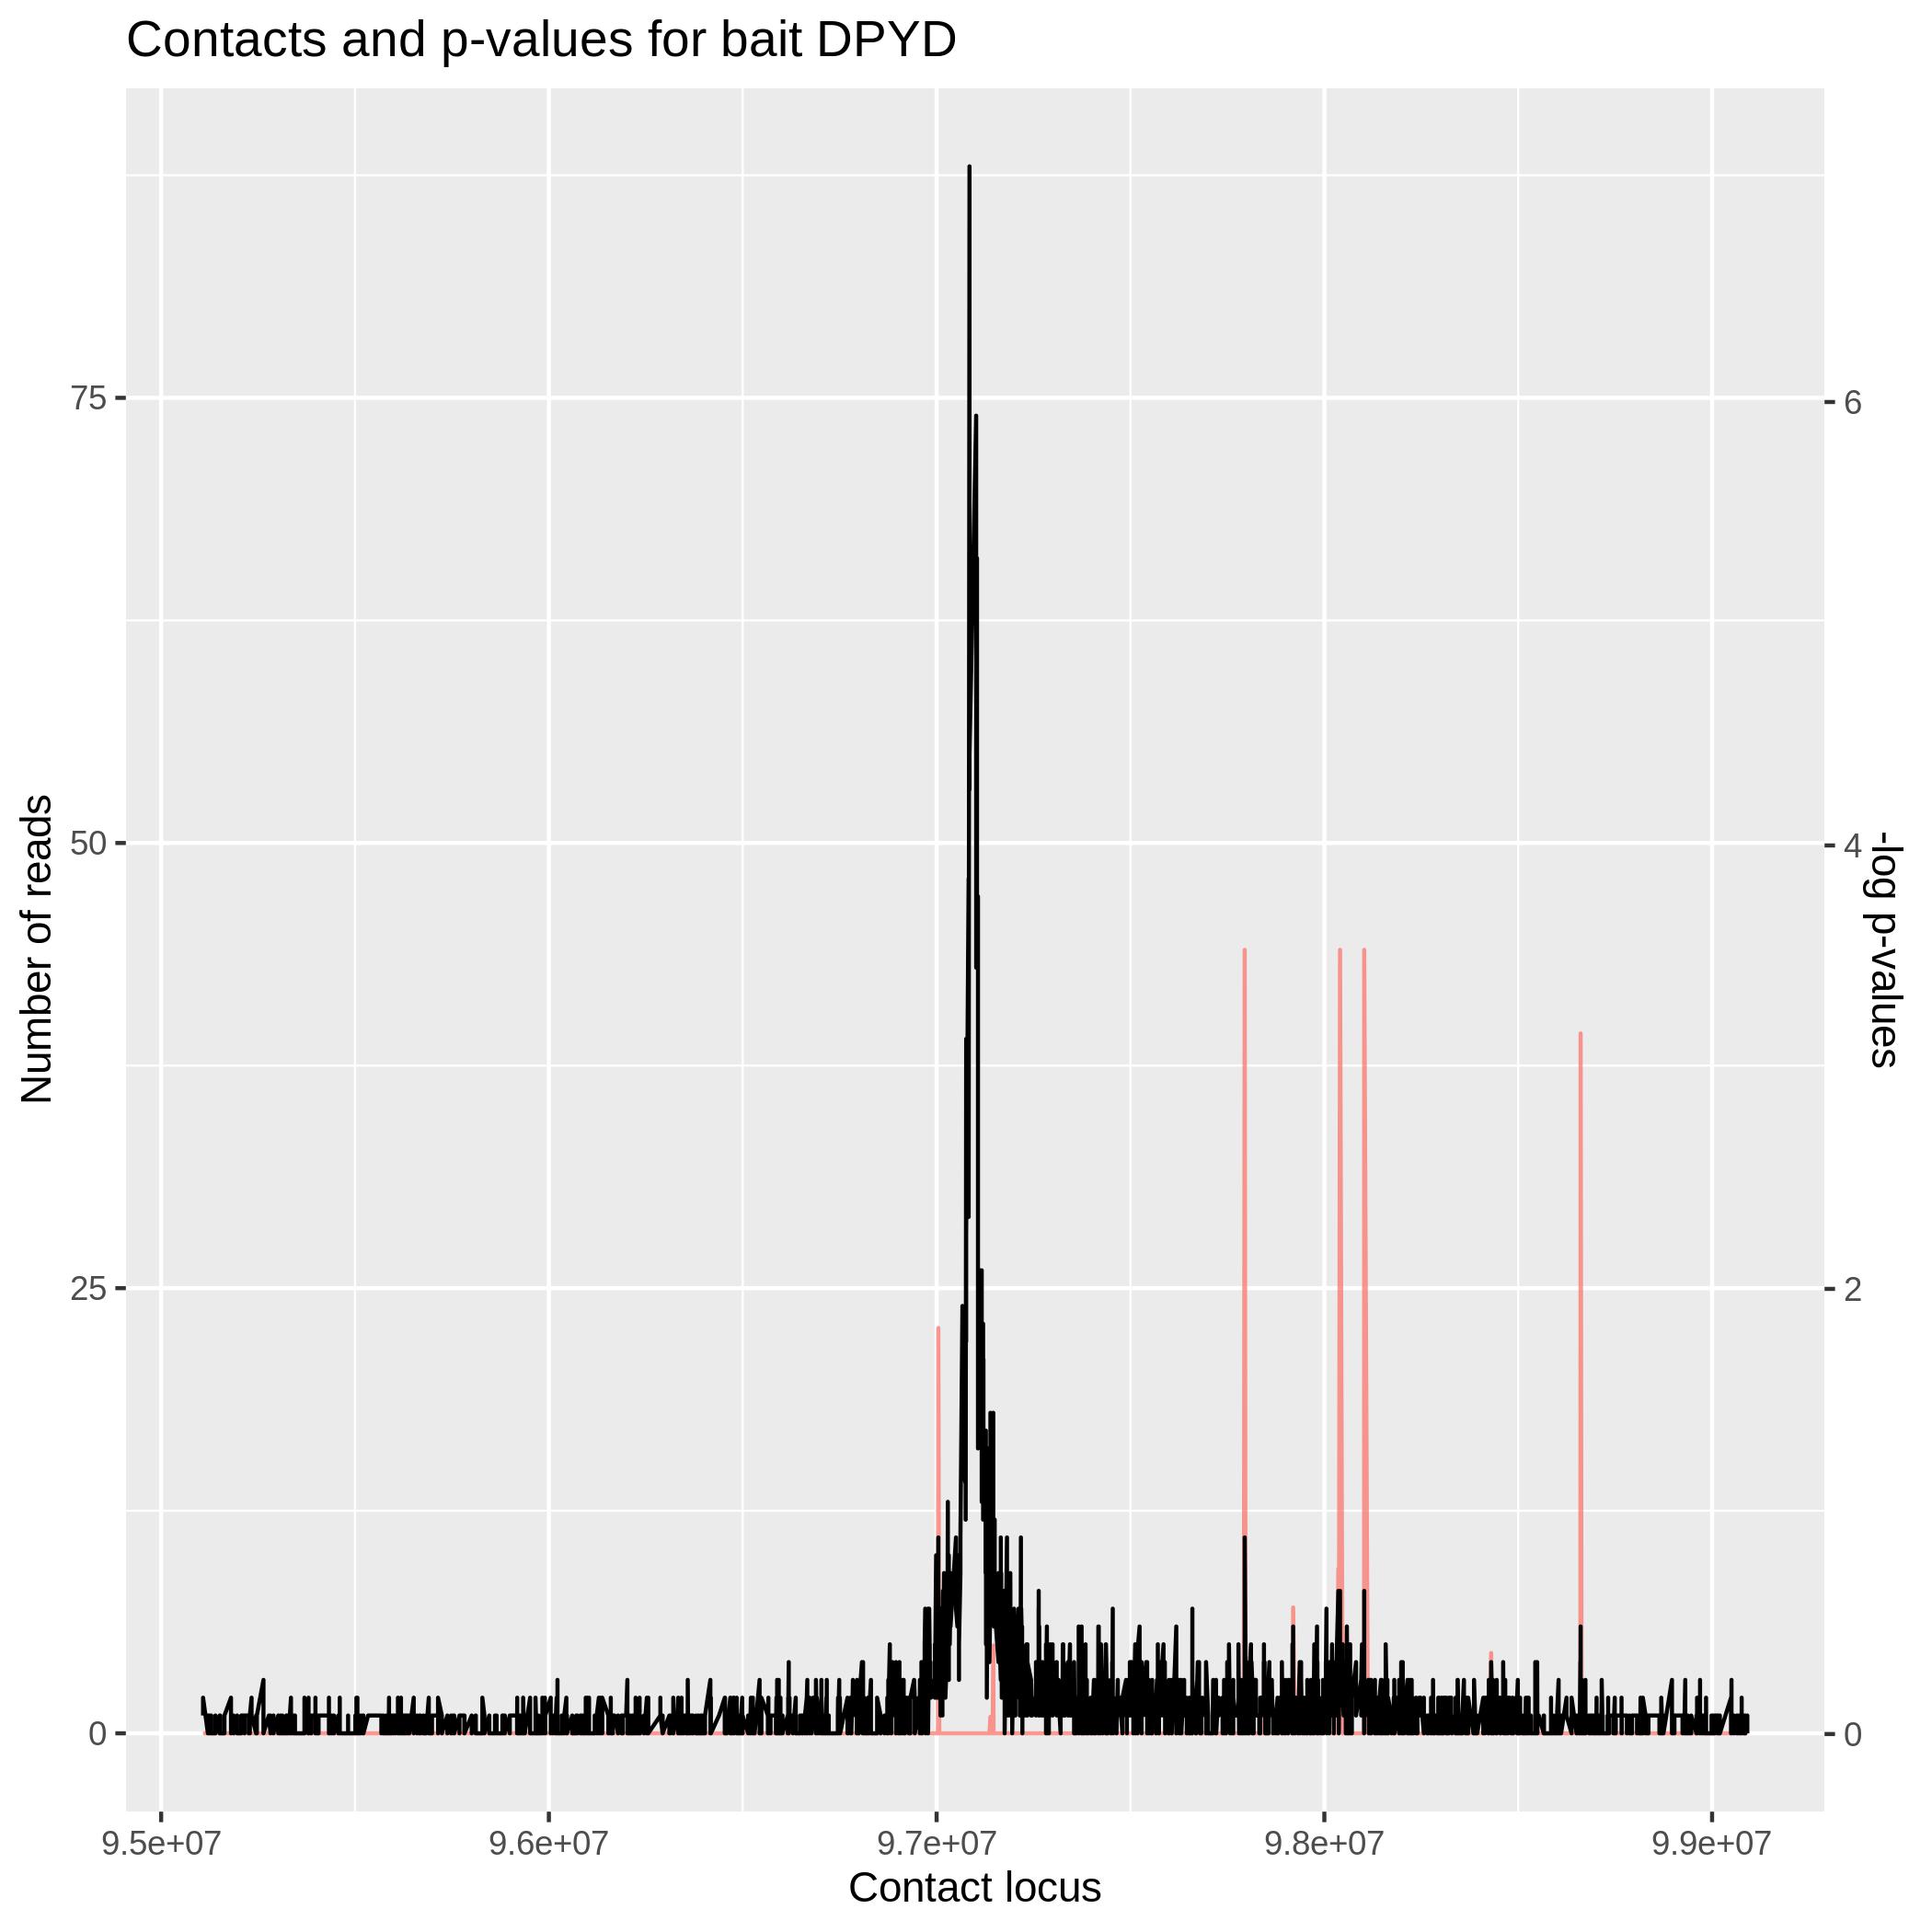 Contacts and p-values for bait DPYD
75
50
25
0
Number of reads
6
4
2
0
-log p-values
9.5e+07
9.6e+07
9.7e+07
9.8e+07
9.9e+07
Contact locus